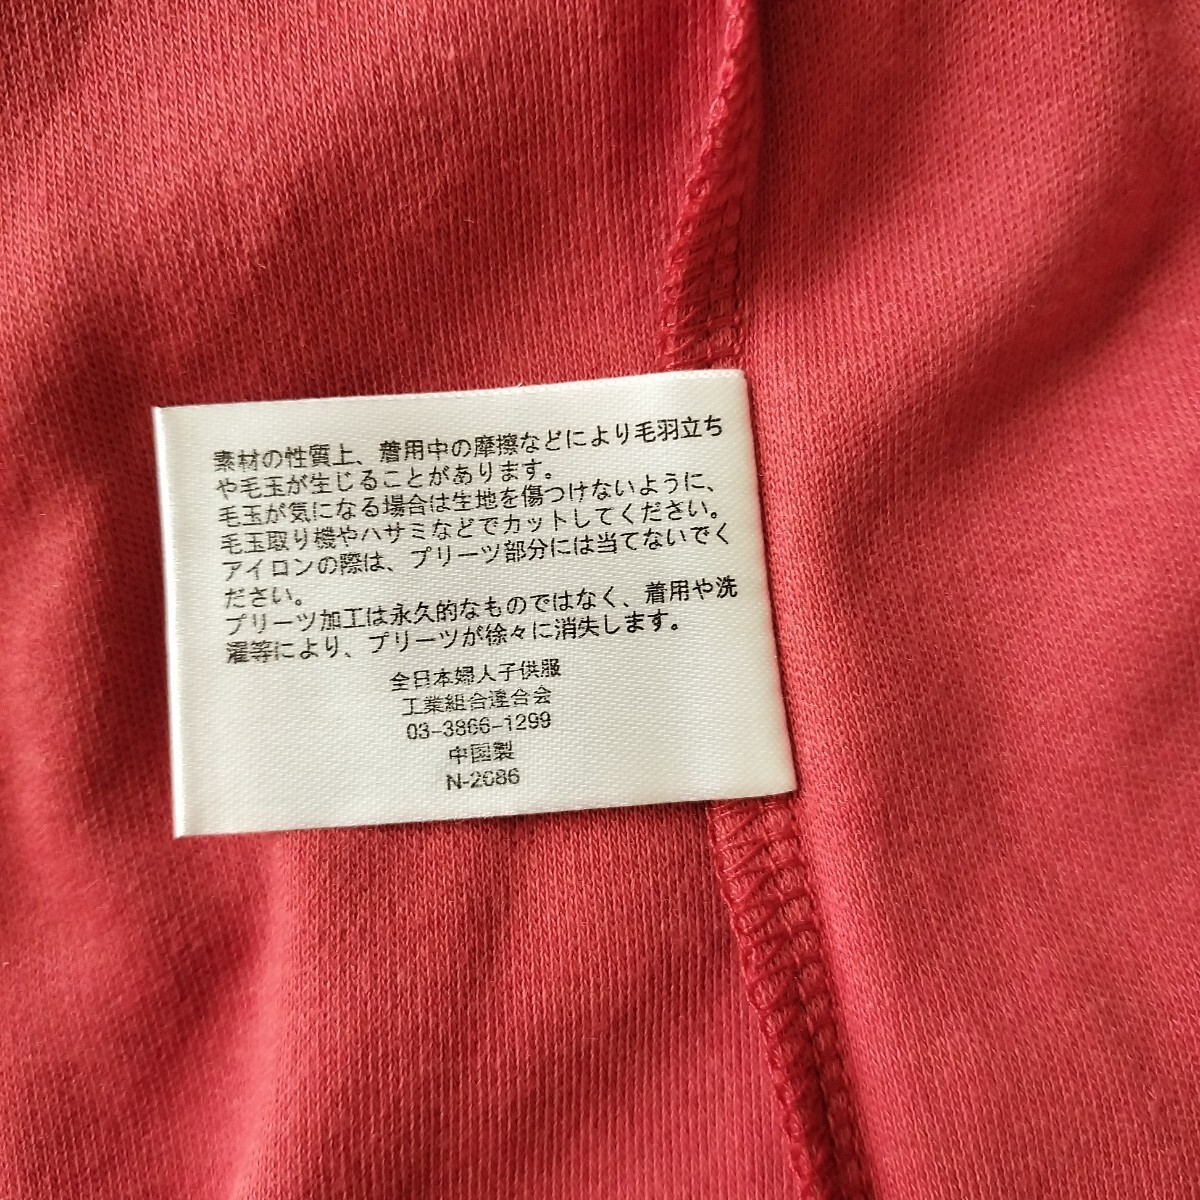 素材の性質上、着用中の摩擦などにより毛羽立ち
や毛玉が生じることがあります。
毛玉が気になる場合は生地を傷つけないように、
毛玉取り機やハサミなどでカットしてください。
アイロンの際は、プリーツ部分には当てないでく
ださい。
プリーツ加工は永久的なものではなく、着用や洗
濯等により、プリーツが徐々に消失します。
全日本婦人子供服
工業組合連合会
03-3866-1299
中国製
N-2086